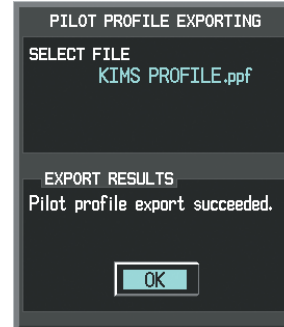 PILOT PROFILE EXPORTING
SELECT FILE
KIMS PROFILE.ppf
EXPORT RESULTS
Pilot profile export succeeded.
OK